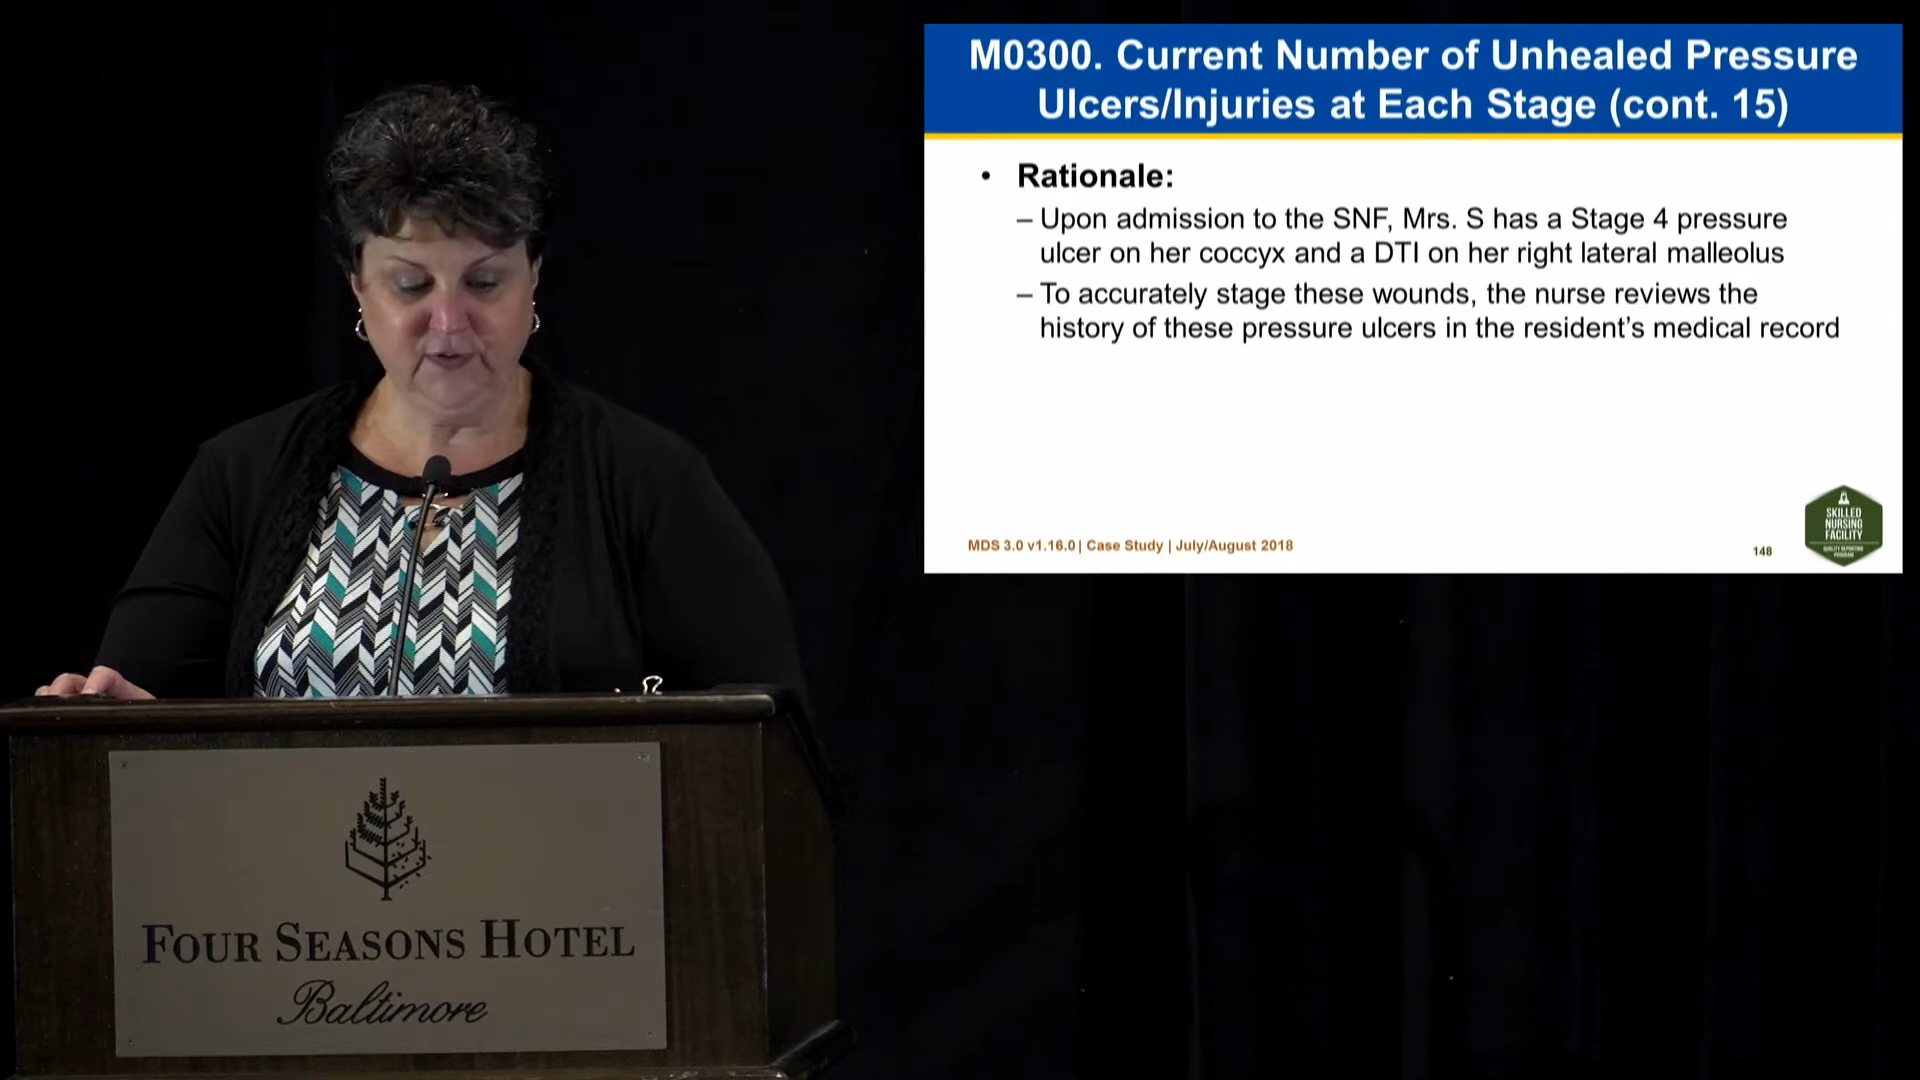 M0300. Current Number of Unhealed Pressure
Ulcers/Injuries at Each Stage (cont. 15)
• Rationale:
– Upon admission to the SNF, Mrs. S has a Stage 4 pressure
ulcer on her coccyx and a DTI on her right lateral malleolus
– To accurately stage these wounds, the nurse reviews the
history of these pressure ulcers in the resident’s medical record
MDS 3.0 v1.16.0 | Case Study | July/August 2018
148
SKILLED
NURSING
FACILITY
QUALITY REPORTING
PROGRAM
FOUR SEASONS HOTEL
Baltimore